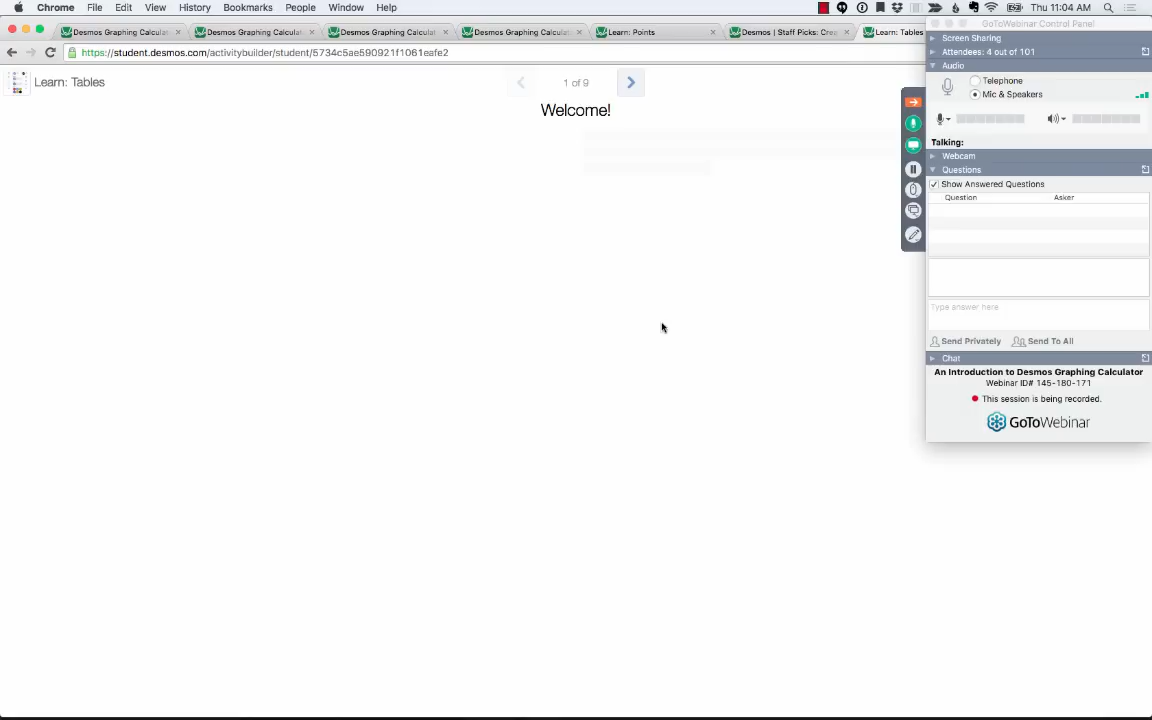 Chrome File Edit View History Bookmarks People Window Help Thu 11:04 AM
Desmos Graphing Calculat Desmos Graphing Calcula Desmos Graphing Calculat Desmos Graphing Calculat Learn: Points Desmos | Staff Picks: Crea Learn: Tables
https://student.desmos.com/activitybuilder/student/5734c5ae590921f1061eafe2
Learn: Tables
1 of 9
Welcome!
GoToWebinar Control Panel
Screen Sharing
Attendees: 4 out of 101
Audio
Telephone
Mic & Speakers
Talking:
Webcam
Questions
Show Answered Questions
Question Asker
Type answer here
Send Privately Send To All
Chat
An Introduction to Desmos Graphing Calculator
Webinar ID# 145-180-171
This session is being recorded.
GoToWebinar